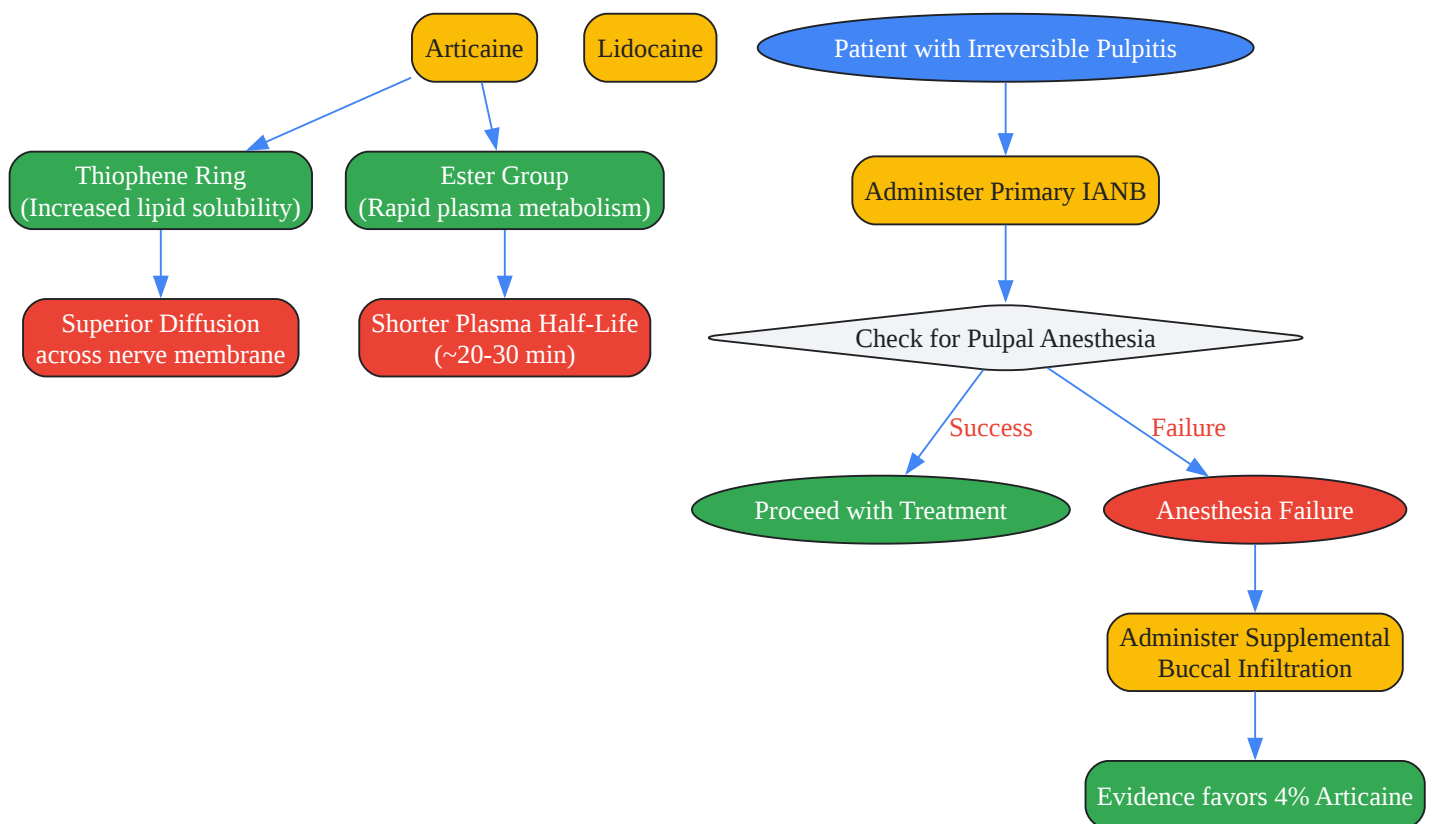 Articaine
Lidocaine
Patient with Irreversible Pulpitis
Thiophene Ring
(Increased lipid solubility)
Ester Group
(Rapid plasma metabolism)
Administer Primary IANB
Superior Diffusion
across nerve membrane
Shorter Plasma Half-Life
(~20-30 min)
Check for Pulpal Anesthesia
Success
Failure
Proceed with Treatment
Anesthesia Failure
Administer Supplemental
Buccal Infiltration
Evidence favors 4% Articaine